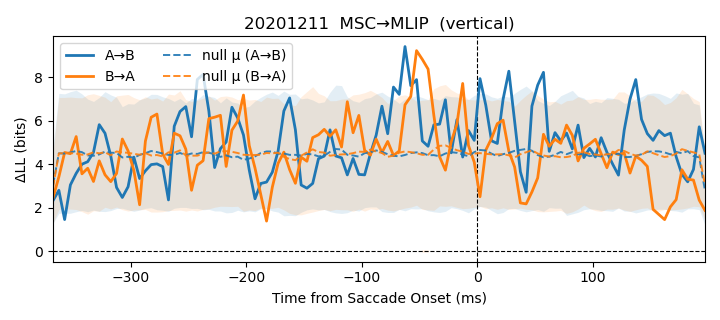 20201211  MSC→MLIP  (vertical)
A→B
B→A
null μ (A→B)
null μ (B→A)
ΔLL (bits)
8
6
4
2
0
−300
−200
−100
0
100
Time from Saccade Onset (ms)